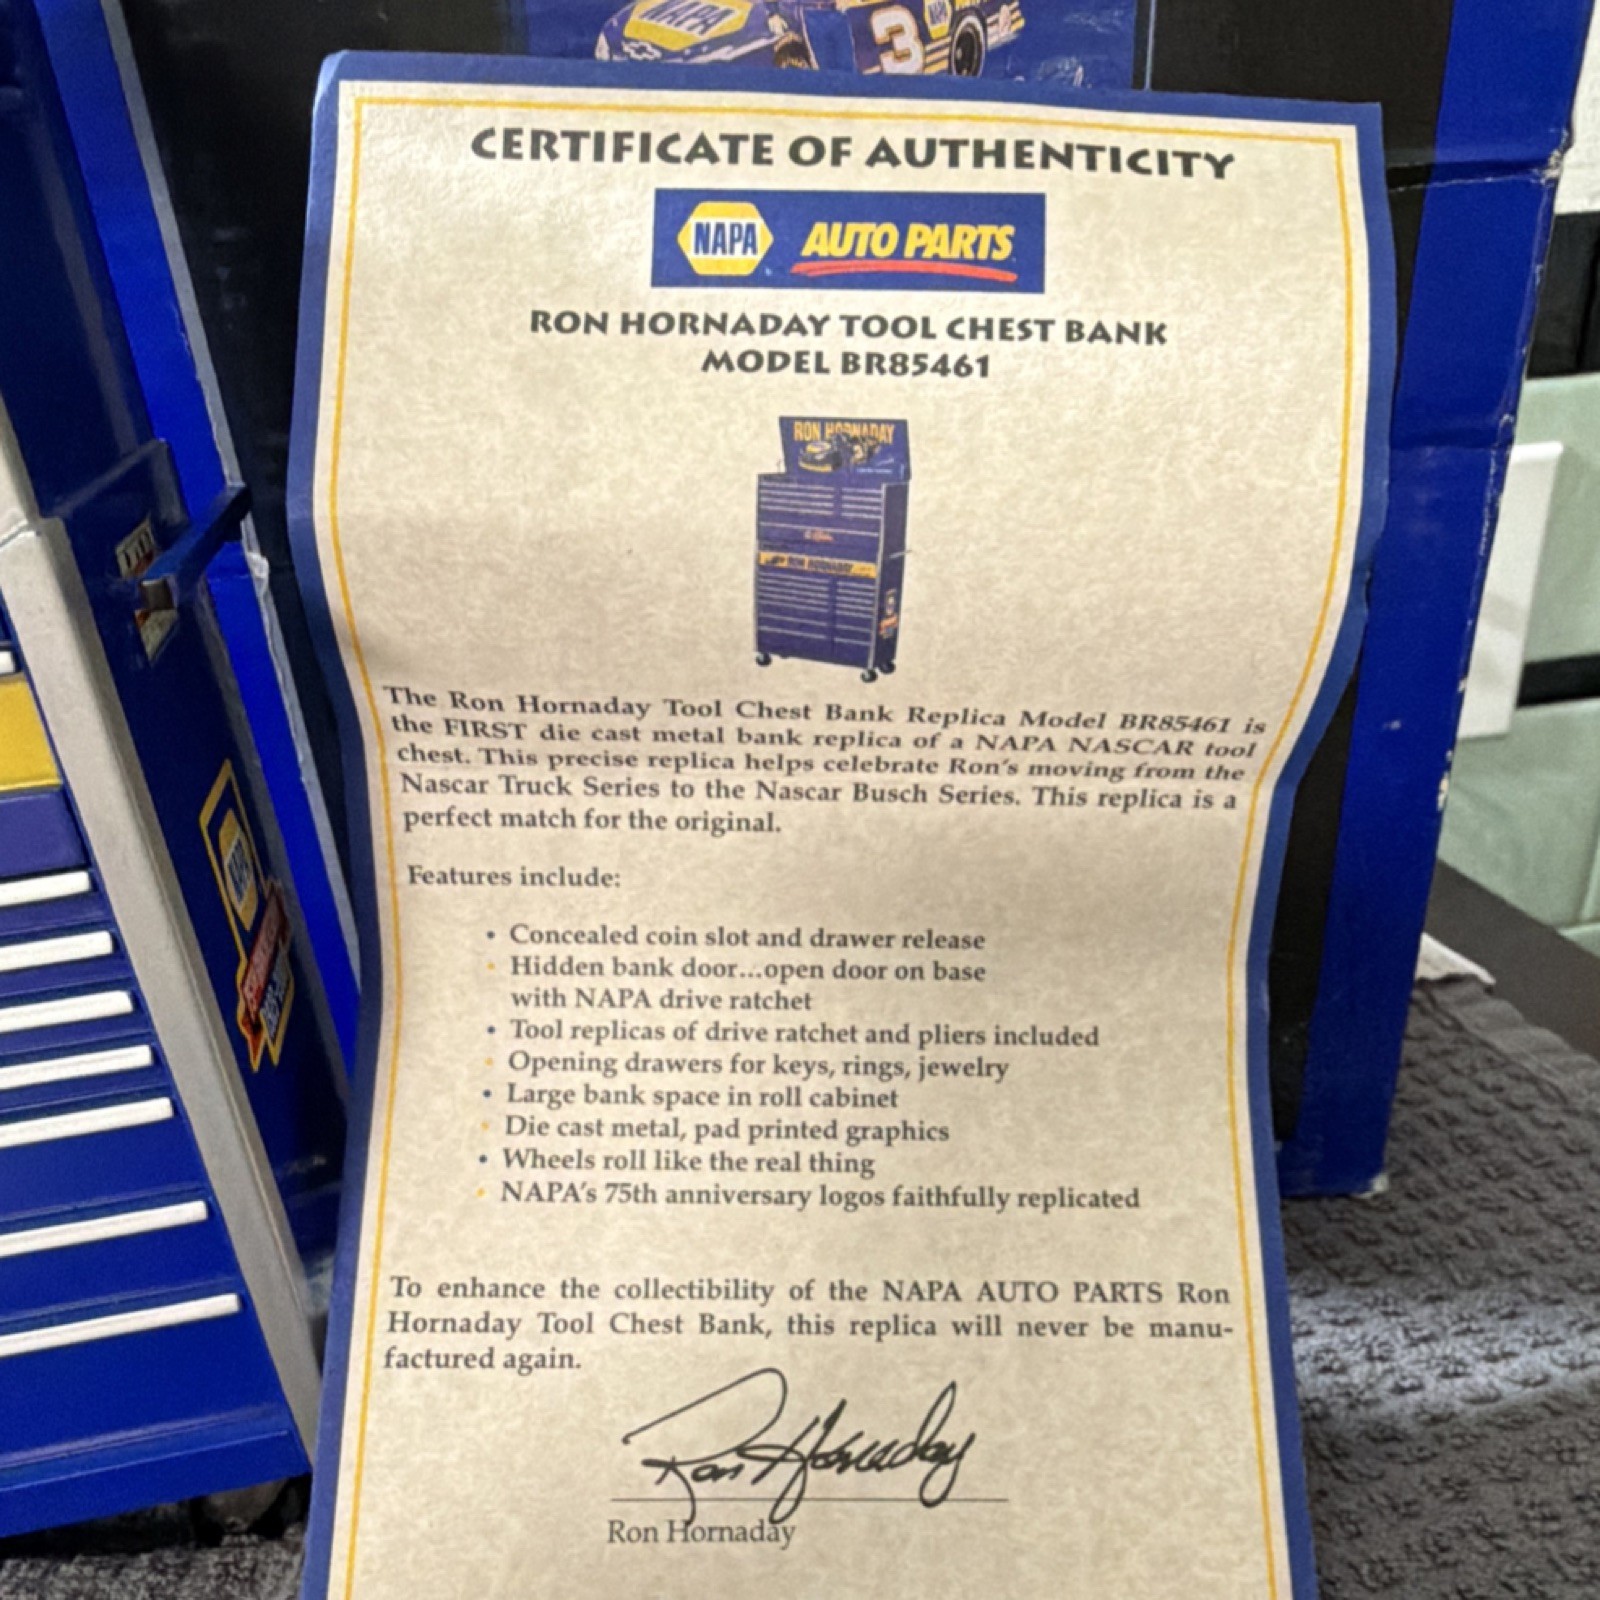 NAPA
3
CERTIFICATE OF AUTHENTICITY
NAPA AUTO PARTS
RON HORNADAY TOOL CHEST BANK
MODEL BR85461
RON HORNADAY
RON HORNADAY
The Ron Hornaday Tool Chest Bank Replica Model BR85461 is
the FIRST die cast metal bank replica of a NAPA NASCAR tool
chest. This precise replica helps celebrate Ron's moving from the
Nascar Truck Series to the Nascar Busch Series. This replica is a
perfect match for the original.
Features include:
• Concealed coin slot and drawer release
• Hidden bank door...open door on base
with NAPA drive ratchet
• Tool replicas of drive ratchet and pliers included
• Opening drawers for keys, rings, jewelry
• Large bank space in roll cabinet
• Die cast metal, pad printed graphics
• Wheels roll like the real thing
• NAPA's 75th anniversary logos faithfully replicated
To enhance the collectibility of the NAPA AUTO PARTS Ron
Hornaday Tool Chest Bank, this replica will never be manu-
factured again.
Ron Hornaday
Ron Hornaday
NAPA